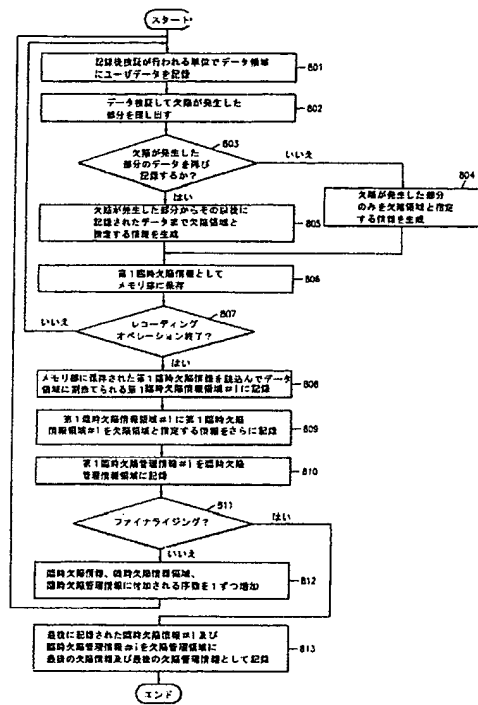 スタート
記録後検証が行われる単位でデータ領域
にユーザデータを記録
801
データ検証して欠陥が発生した
部分を探し出す
802
欠陥が発生した
部分のデータを再び
記録するか?
803
いいえ
はい
欠陥が発生した部分
のみを欠陥領域と指定
する情報を生成
804
欠陥が発生した部分からその以後に
記録されたデータまで欠陥領域と
指定する情報を生成
805
第1臨時欠陥情報として
メモリ部に保存
806
レコーディング
オペレーション終了?
807
いいえ
はい
メモリ部に保存された第1臨時欠陥情報を読込んでデータ
領域に割当てられる第1臨時欠陥情報領域#iに記録
808
第1臨時欠陥情報領域#iに第1臨時欠陥
情報領域#iを欠陥領域と指定する情報をさらに記録
809
第1臨時欠陥管理情報#iを臨時欠陥
管理情報領域に記録
810
ファイナライジング?
811
はい
いいえ
臨時欠陥情報、臨時欠陥情報領域、
臨時欠陥管理情報に付加される序数を1ずつ増加
812
最後に記録された臨時欠陥情報#i及び
臨時欠陥管理情報#iを欠陥管理領域に
最後の欠陥情報及び最後の欠陥管理情報として記録
813
エンド